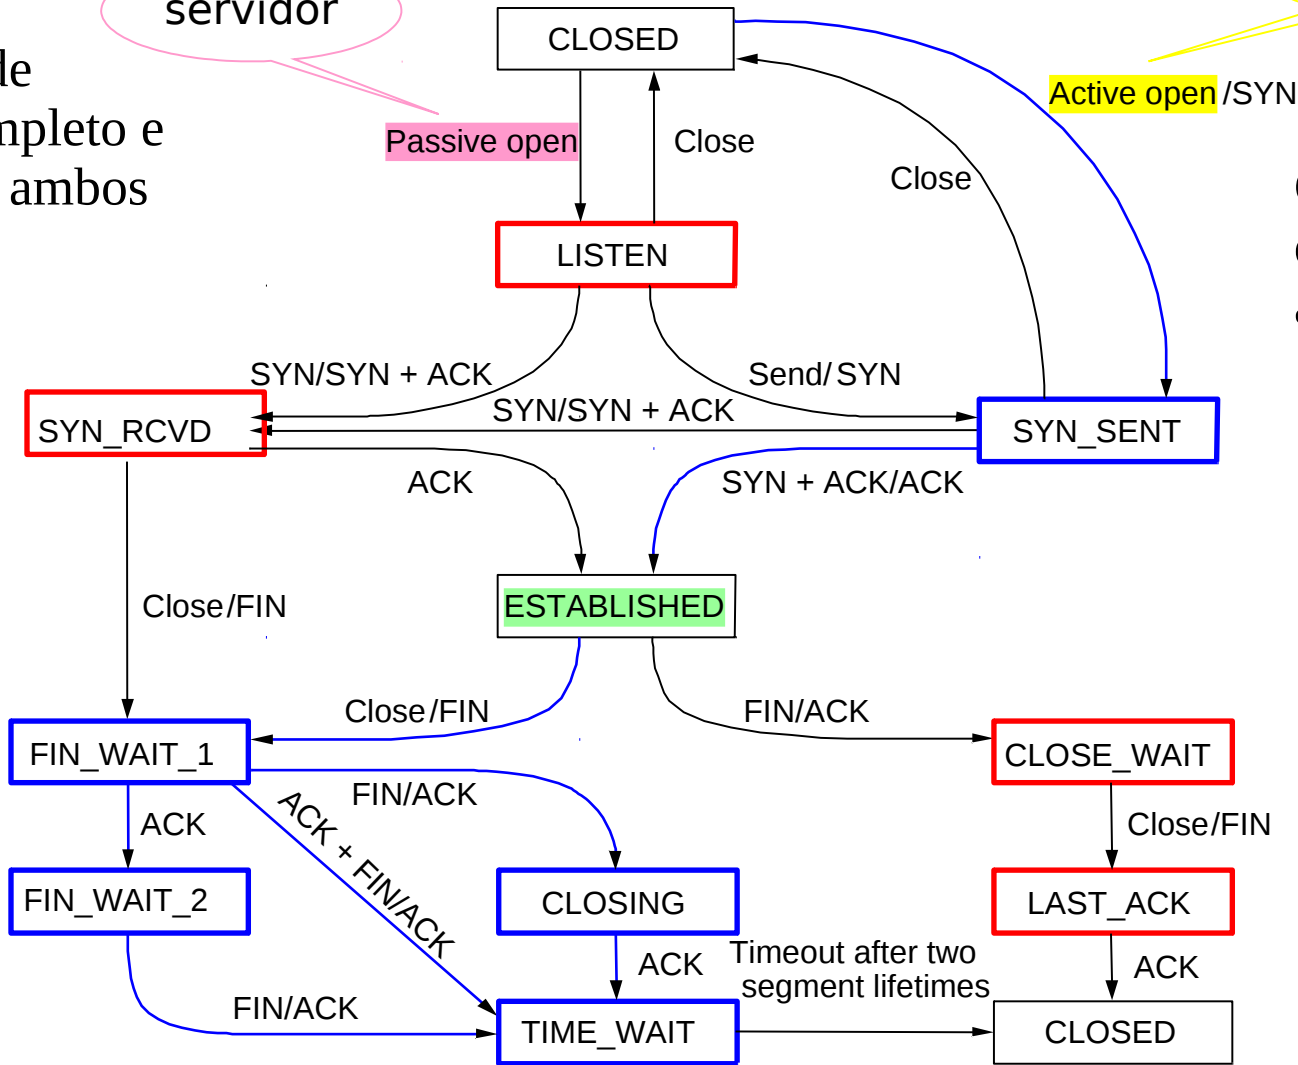 servidor
CLOSED
Active open /SYN
e
Passive open
Close
Close
ambos
LISTEN
SYN/SYN + ACK
Send/ SYN
SYN/SYN + ACK
SYN_RCVD
SYN_SENT
ACK
SYN + ACK/ACK
ESTABLISHED
Close/FIN
Close/FIN
FIN/ACK
FIN_WAIT_1
CLOSE_WAIT
FIN/ACK
ACK + FIN/ACK
ACK
Close/FIN
FIN_WAIT_2
CLOSING
LAST_ACK
ACK
Timeout after two
segment lifetimes
ACK
FIN/ACK
TIME_WAIT
CLOSED